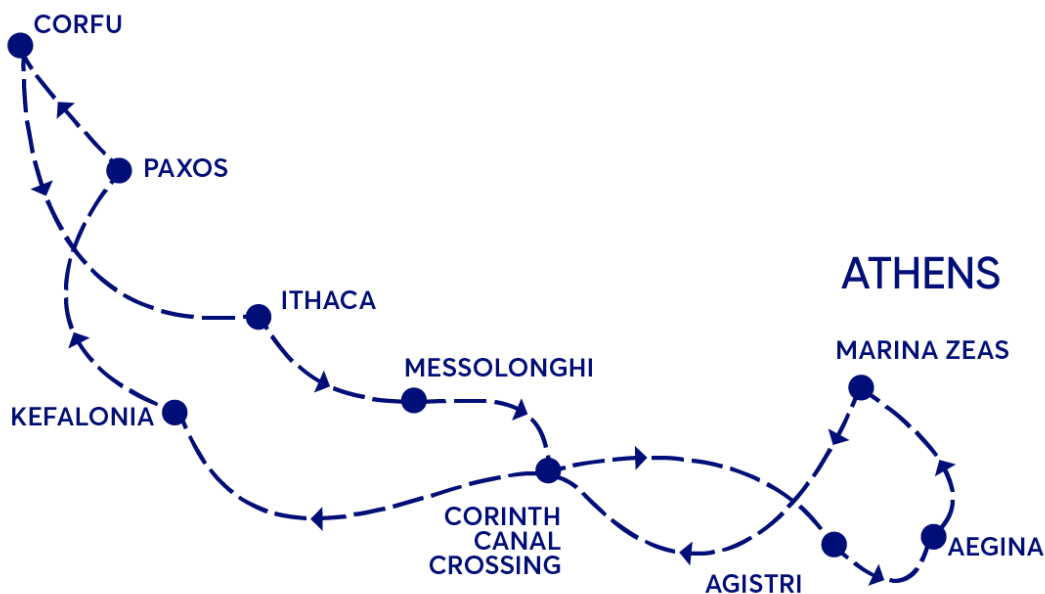 CORFU
PAXOS
ATHENS
ITHACA
MARINA ZEAS
MESSOLONGHI
KEFALONIA
CORINTH
CANAL
CROSSING
AEGINA
AGISTRI